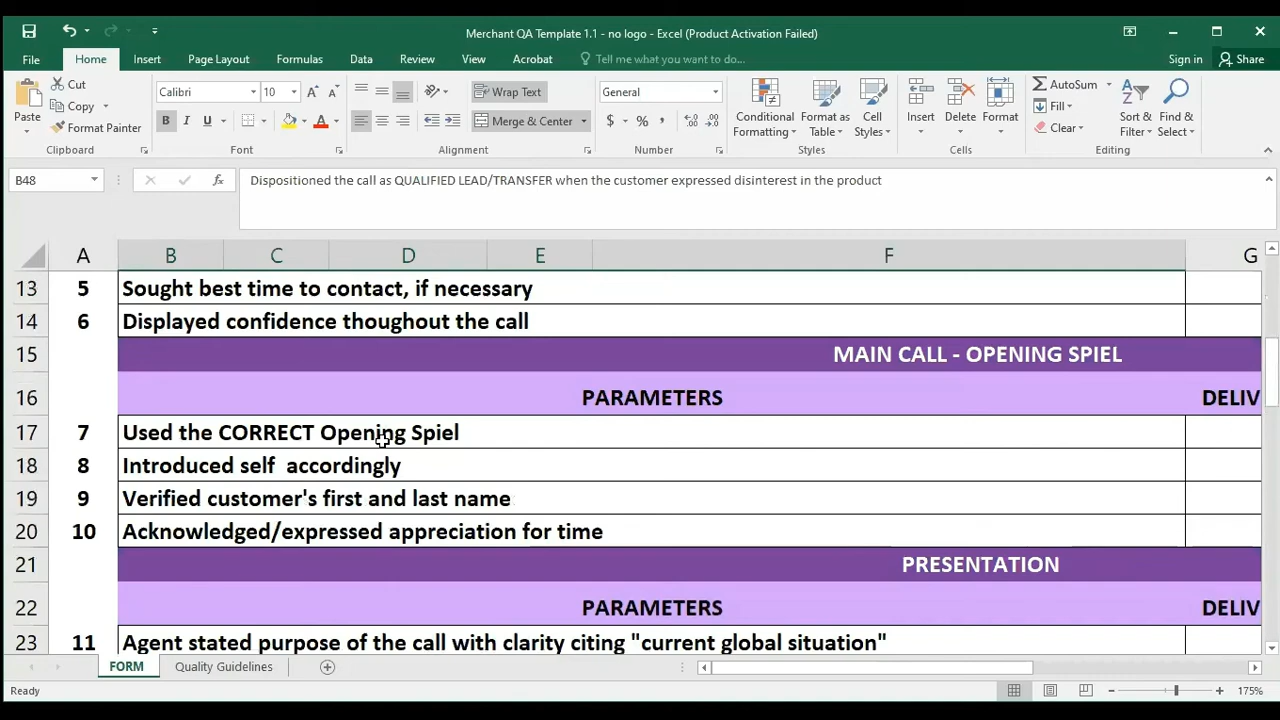 Merchant QA Template 1.1 - no logo - Excel (Product Activation Failed)
File Home Insert Page Layout Formulas Data Review View Acrobat Tell me what you want to do... Sign in Share
Paste
Cut
Copy
Format Painter
Clipboard
Calibri 10
A A
B I U A
Font
Wrap Text
Merge & Center
Alignment
General
$ % , .00 .0
Number
Conditional Formatting
Format as Table
Cell Styles
Styles
Insert
Delete
Format
Cells
AutoSum
Fill
Clear
Sort & Filter
Find & Select
Editing
B48 fx Dispositioned the call as QUALIFIED LEAD/TRANSFER when the customer expressed disinterest in the product
A B C D E F G
13 5 Sought best time to contact, if necessary
14 6 Displayed confidence thoughout the call
15 MAIN CALL - OPENING SPIEL
16 PARAMETERS DELIV
17 7 Used the CORRECT Opening Spiel
18 8 Introduced self accordingly
19 9 Verified customer's first and last name
20 10 Acknowledged/expressed appreciation for time
21 PRESENTATION
22 PARAMETERS DELIV
23 11 Agent stated purpose of the call with clarity citing "current global situation"
FORM Quality Guidelines
Ready 175%